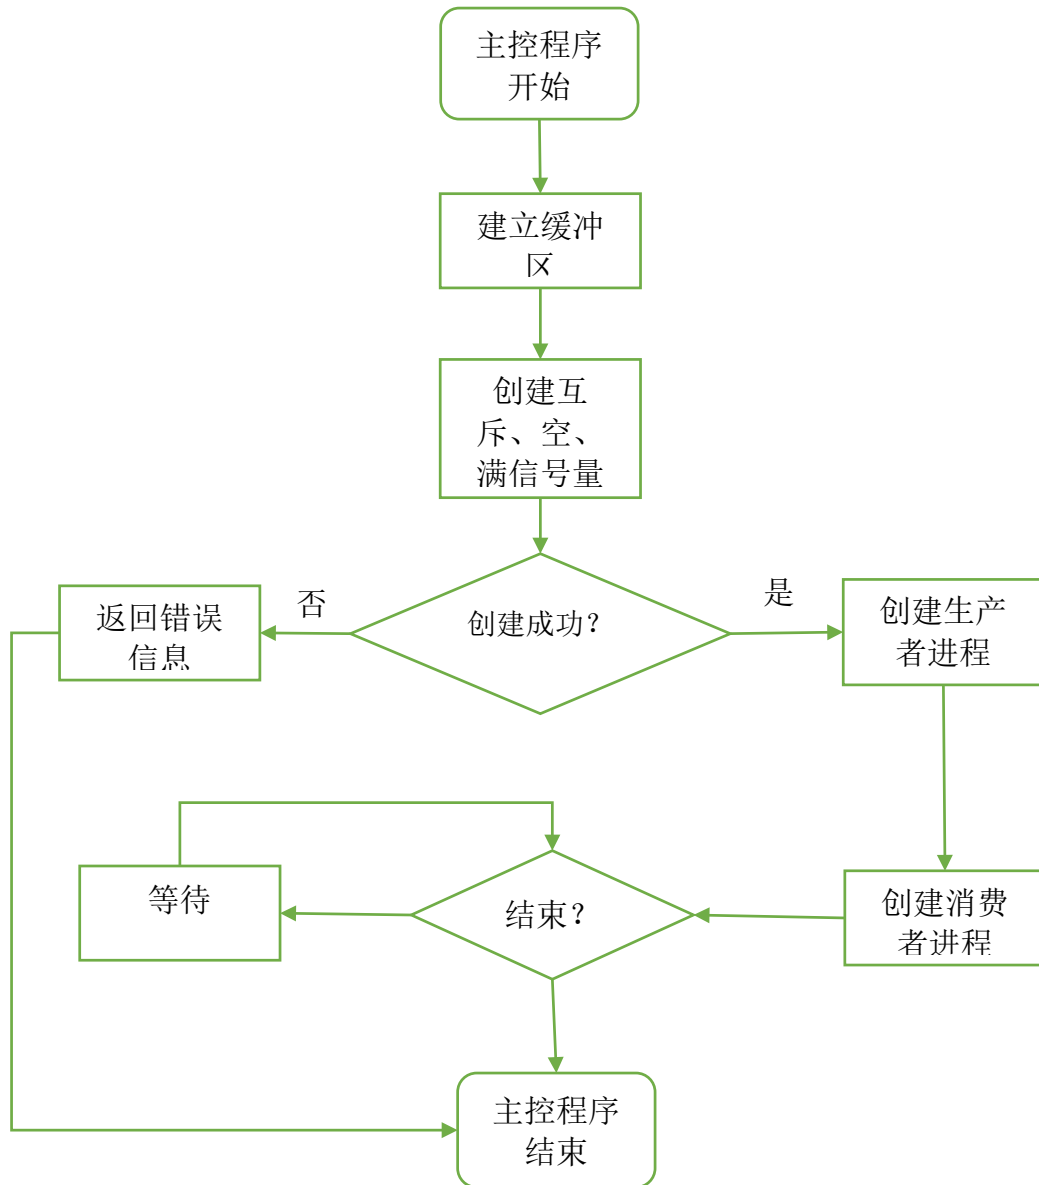 主控程序
开始
建立缓冲
区
创建互
斥、空、
满信号量
创建成功？
否
是
返回错误
信息
创建生产
者进程
等待
结束？
创建消费
者进程
主控程序
结束